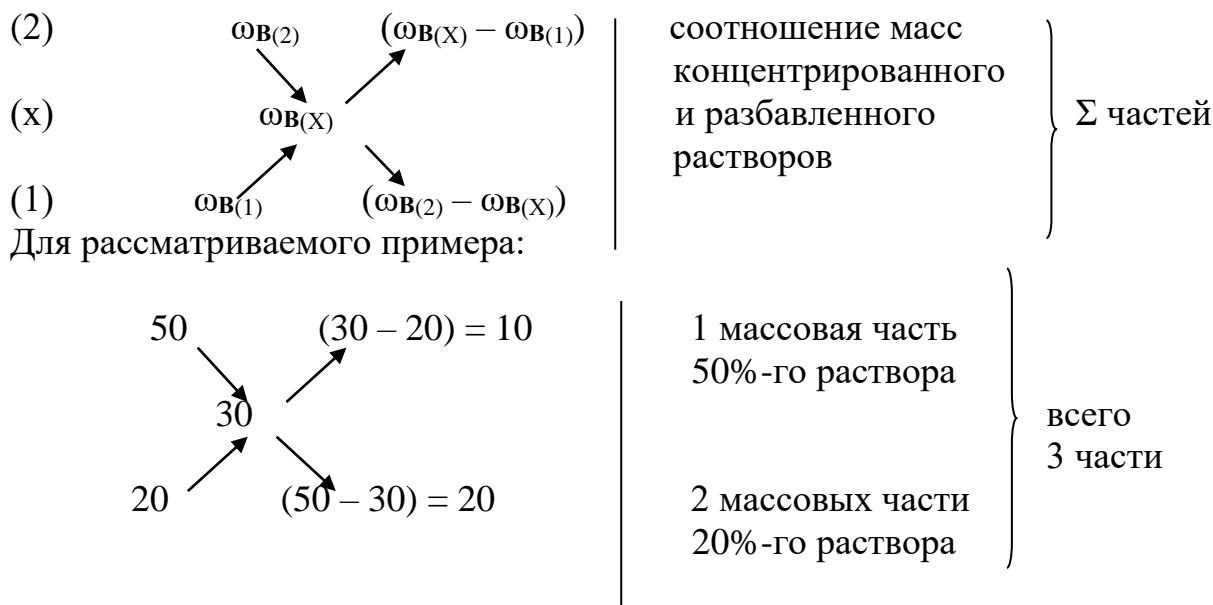 (2) ωB(2) (ωB(X) – ωB(1)) соотношение масс
концентрированного
(x) ωB(X) и разбавленного Σ частей
растворов
(1) ωB(1) (ωB(2) – ωB(X))
Для рассматриваемого примера:
50 (30 – 20) = 10 1 массовая часть
50%-го раствора
30 всего
3 части
20 (50 – 30) = 20 2 массовых части
20%-го раствора